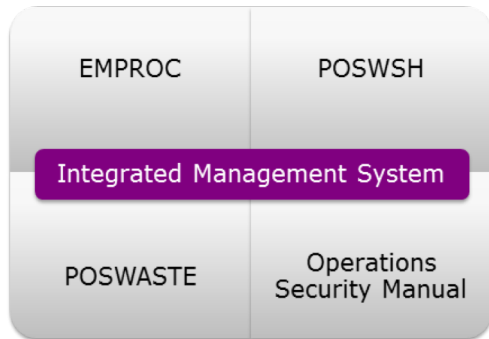 EMPROC
POSWSH
Integrated Management System
POSWASTE
Operations
Security Manual